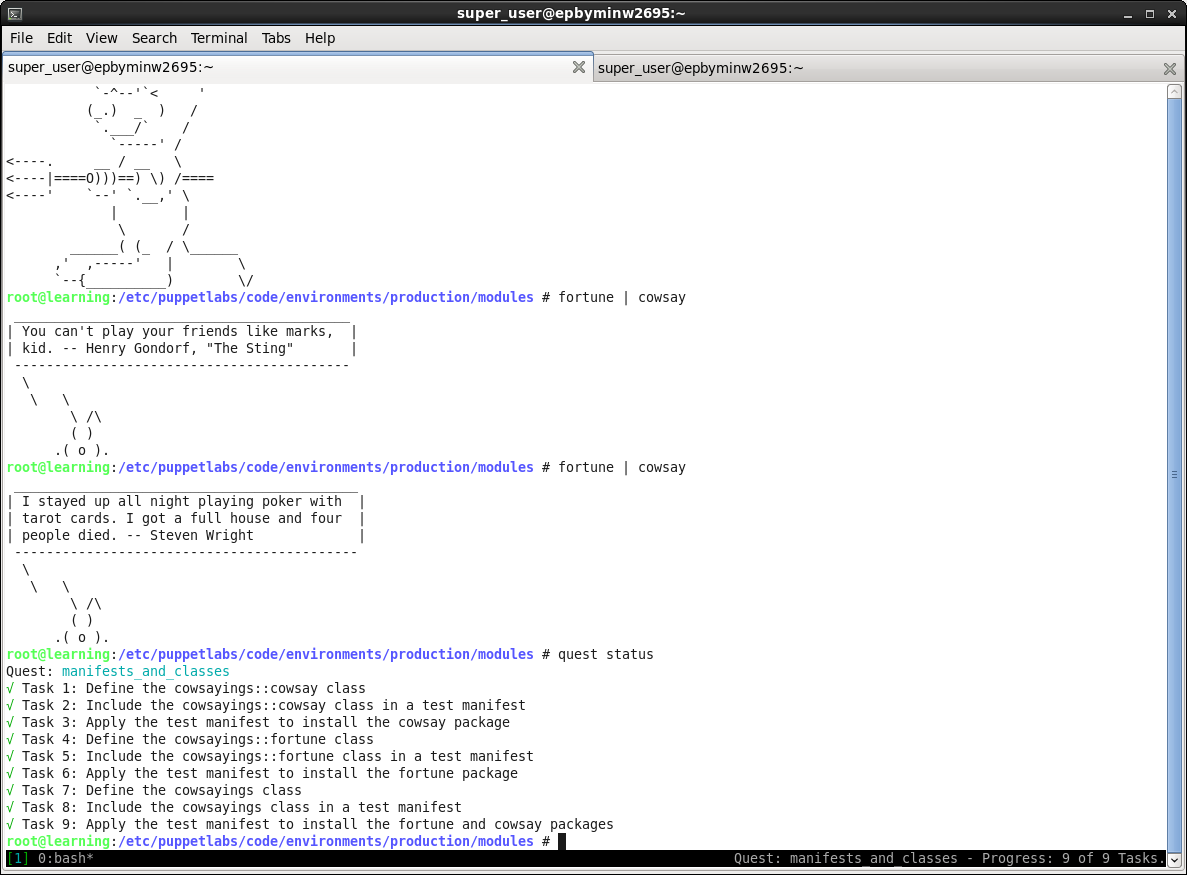 super_user@epbyminw2695:~
File Edit View Search Terminal Tabs Help
super_user@epbyminw2695:~ super_user@epbyminw2695:~
           `-^--'`<     '
          (_.)  _  )   /
           `.___/`    /
             `-----' /
<----.     __ / __   \
<----|====O)))==) \) /====
<----'    `--' `.__,' \
             |        |
              \       /
        ______( (_  / \______
      ,'  ,-----'   |        \
      `--{__________)        \/
root@learning:/etc/puppetlabs/code/environments/production/modules # fortune | cowsay
 __________________________________________
| You can't play your friends like marks,  |
| kid. -- Henry Gondorf, "The Sting"       |
 ------------------------------------------
  \
   \   \
        \ /\
        ( )
      .( o ).
root@learning:/etc/puppetlabs/code/environments/production/modules # fortune | cowsay
 ___________________________________________
| I stayed up all night playing poker with  |
| tarot cards. I got a full house and four  |
| people died. -- Steven Wright             |
 -------------------------------------------
  \
   \   \
        \ /\
        ( )
      .( o ).
root@learning:/etc/puppetlabs/code/environments/production/modules # quest status
Quest: manifests_and_classes
√ Task 1: Define the cowsayings::cowsay class
√ Task 2: Include the cowsayings::cowsay class in a test manifest
√ Task 3: Apply the test manifest to install the cowsay package
√ Task 4: Define the cowsayings::fortune class
√ Task 5: Include the cowsayings::fortune class in a test manifest
√ Task 6: Apply the test manifest to install the fortune package
√ Task 7: Define the cowsayings class
√ Task 8: Include the cowsayings class in a test manifest
√ Task 9: Apply the test manifest to install the fortune and cowsay packages
root@learning:/etc/puppetlabs/code/environments/production/modules #
[1] 0:bash* Quest: manifests_and_classes - Progress: 9 of 9 Tasks.